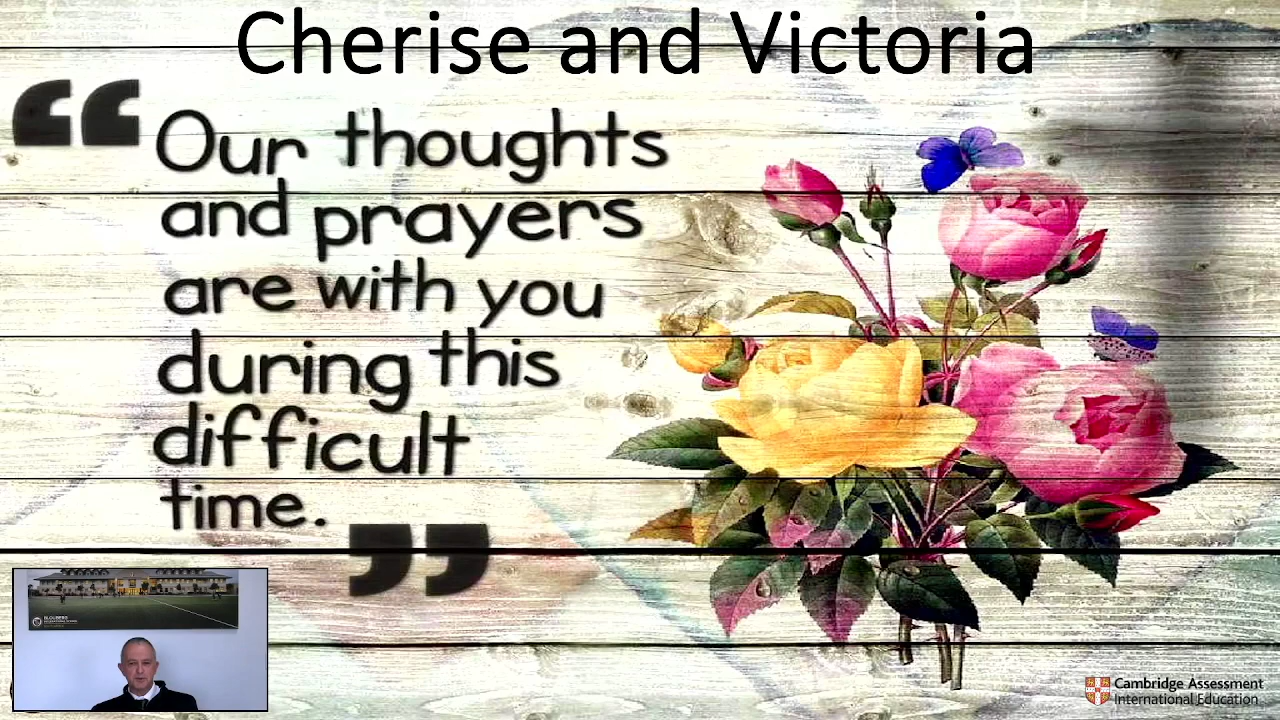 Cherise and Victoria
“Our thoughts
and prayers
are with you
during this
difficult
time.”
Cambridge Assessment
International Education